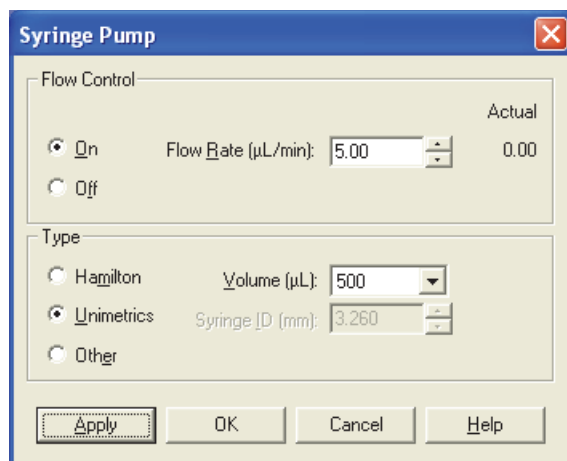 Syringe Pump
Flow Control
Actual
On Flow Rate (µL/min): 5.00 0.00
Off
Type
Hamilton Volume (µL): 500
Unimetrics Syringe ID (mm): 3.260
Other
Apply OK Cancel Help